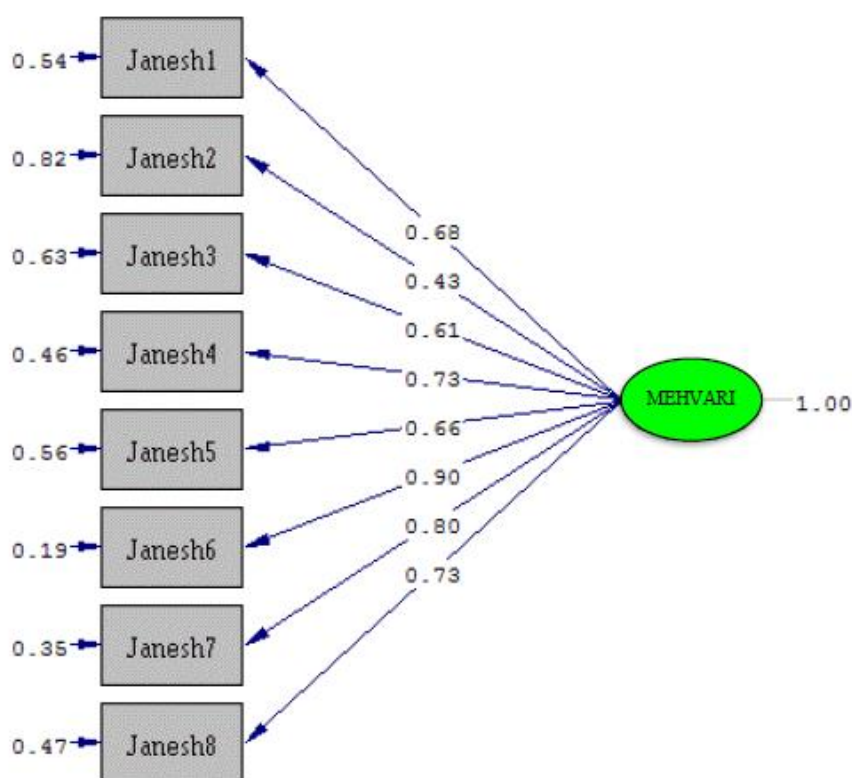 0.54 Janesh1
0.82 Janesh2
0.68
0.63 Janesh3
0.43
0.61
0.46 Janesh4
0.73
MEHVARI 1.00
0.66
0.56 Janesh5
0.90
0.80
0.19 Janesh6
0.73
0.35 Janesh7
0.47 Janesh8